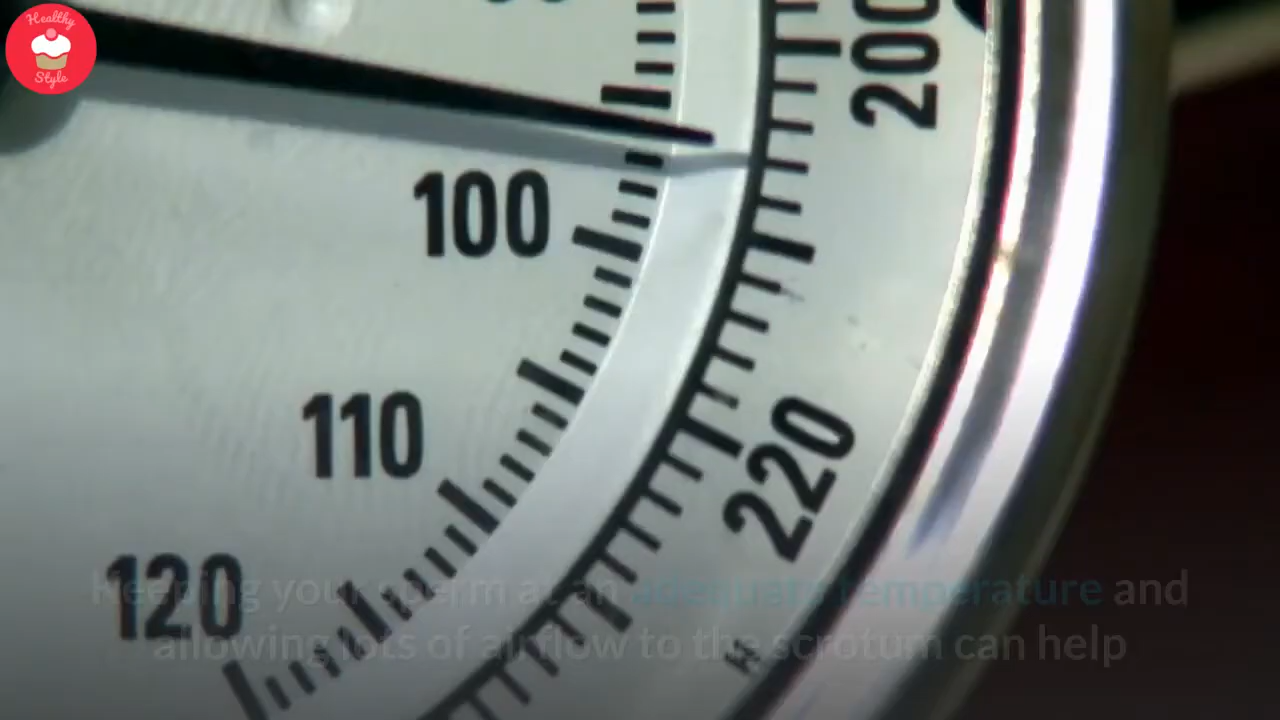 Healthy
Style
200
100
110
220
120
Keeping your sperm at an adequate temperature and
allowing lots of airflow to the scrotum can help